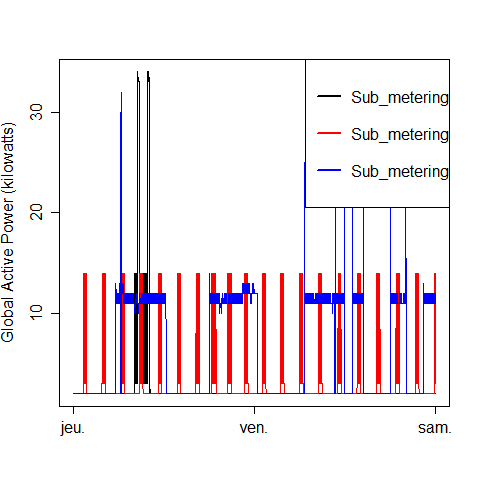 Global Active Power (kilowatts)
30
20
10
Sub_metering
Sub_metering
Sub_metering
jeu. ven. sam.